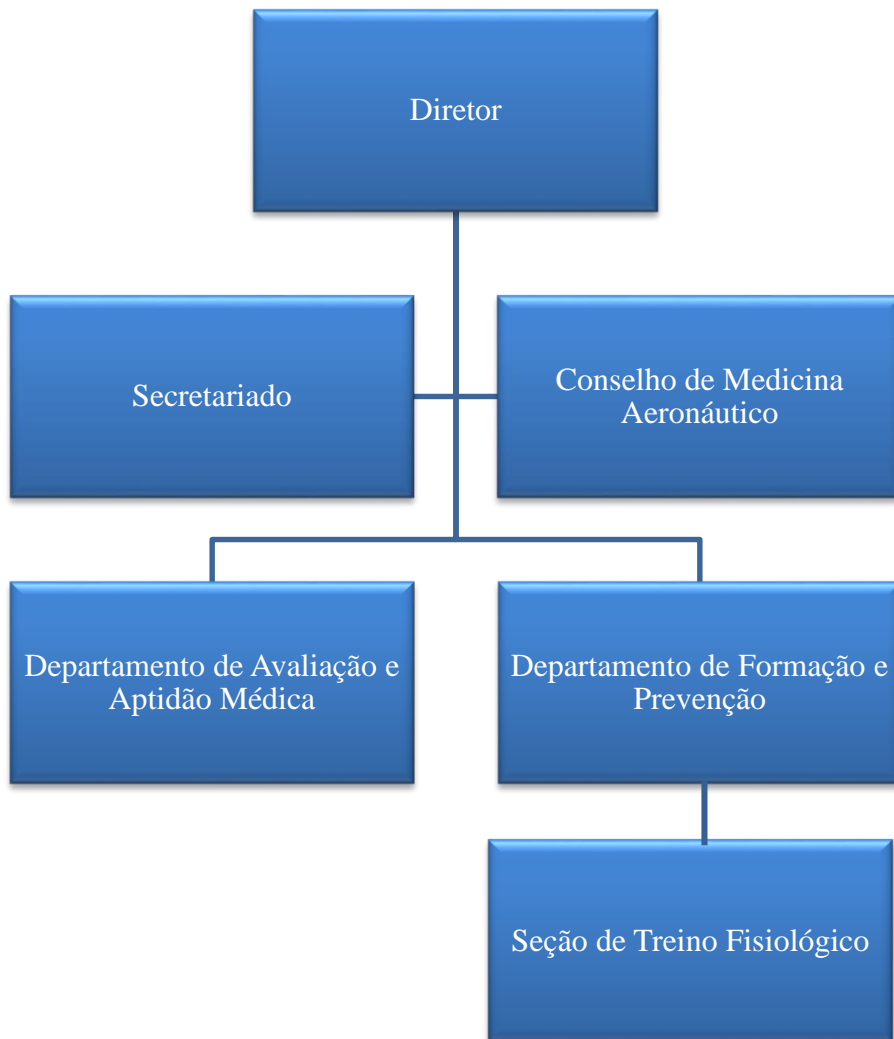 Diretor
Secretariado
Conselho de Medicina
Aeronáutico
Departamento de Avaliação e
Aptidão Médica
Departamento de Formação e
Prevenção
Seção de Treino Fisiológico